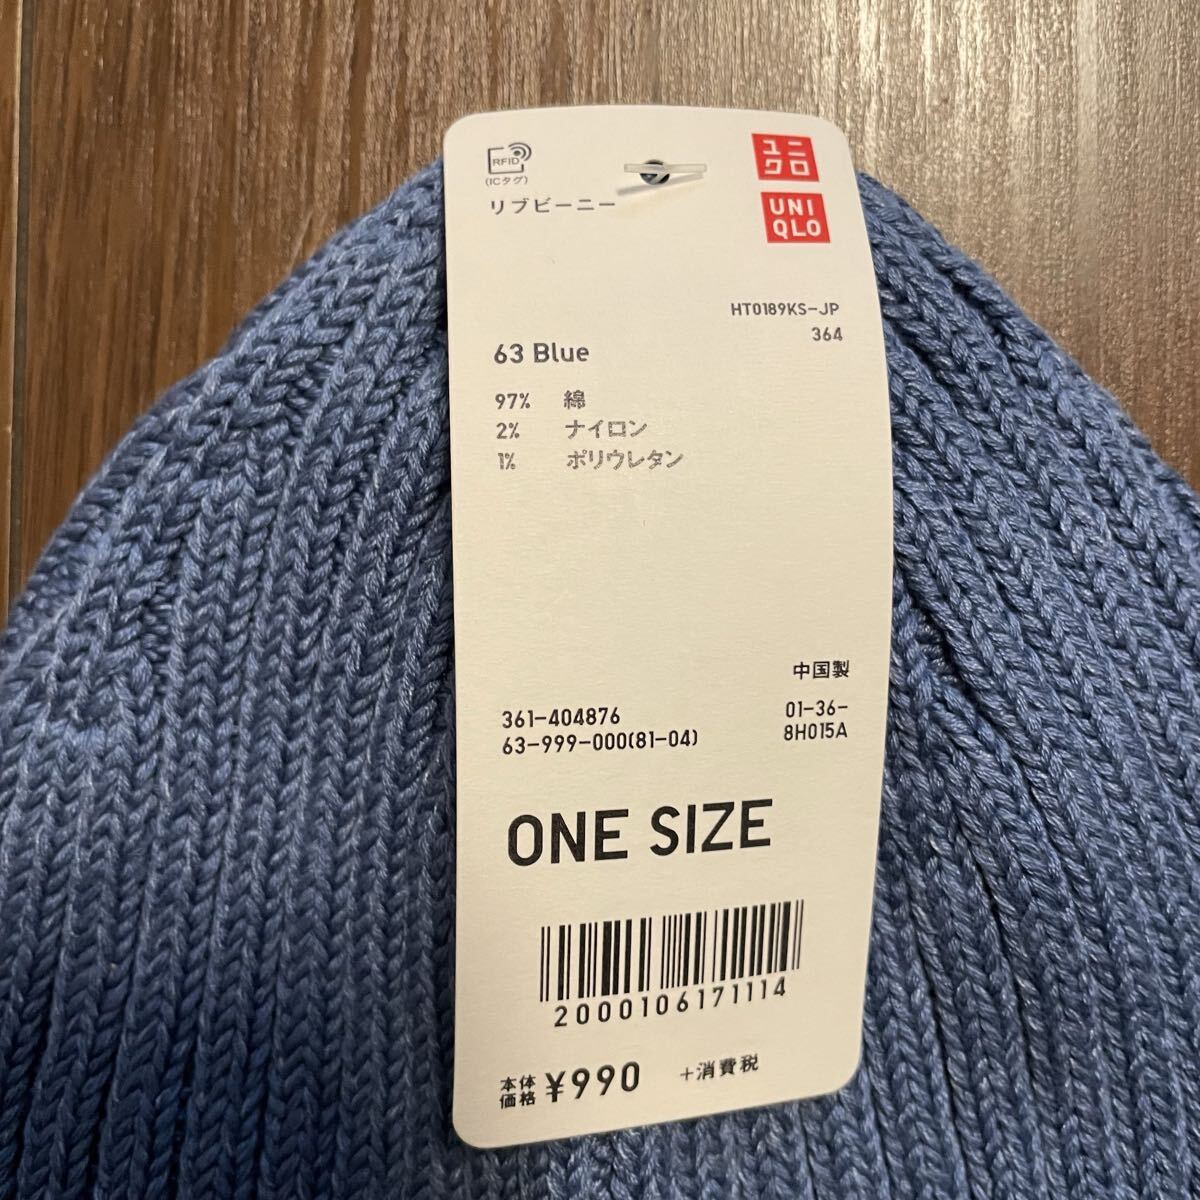 RFID
(ICタグ)
リブビーニー
ユニ
クロ
UNI
QLO
HT0189KS-JP
364
63 Blue
97% 綿
2% ナイロン
1% ポリウレタン
中国製
361-404876 01-36-
63-999-000(81-04) 8H015A
ONE SIZE
2000106171114
本体
価格 ¥990 +消費税